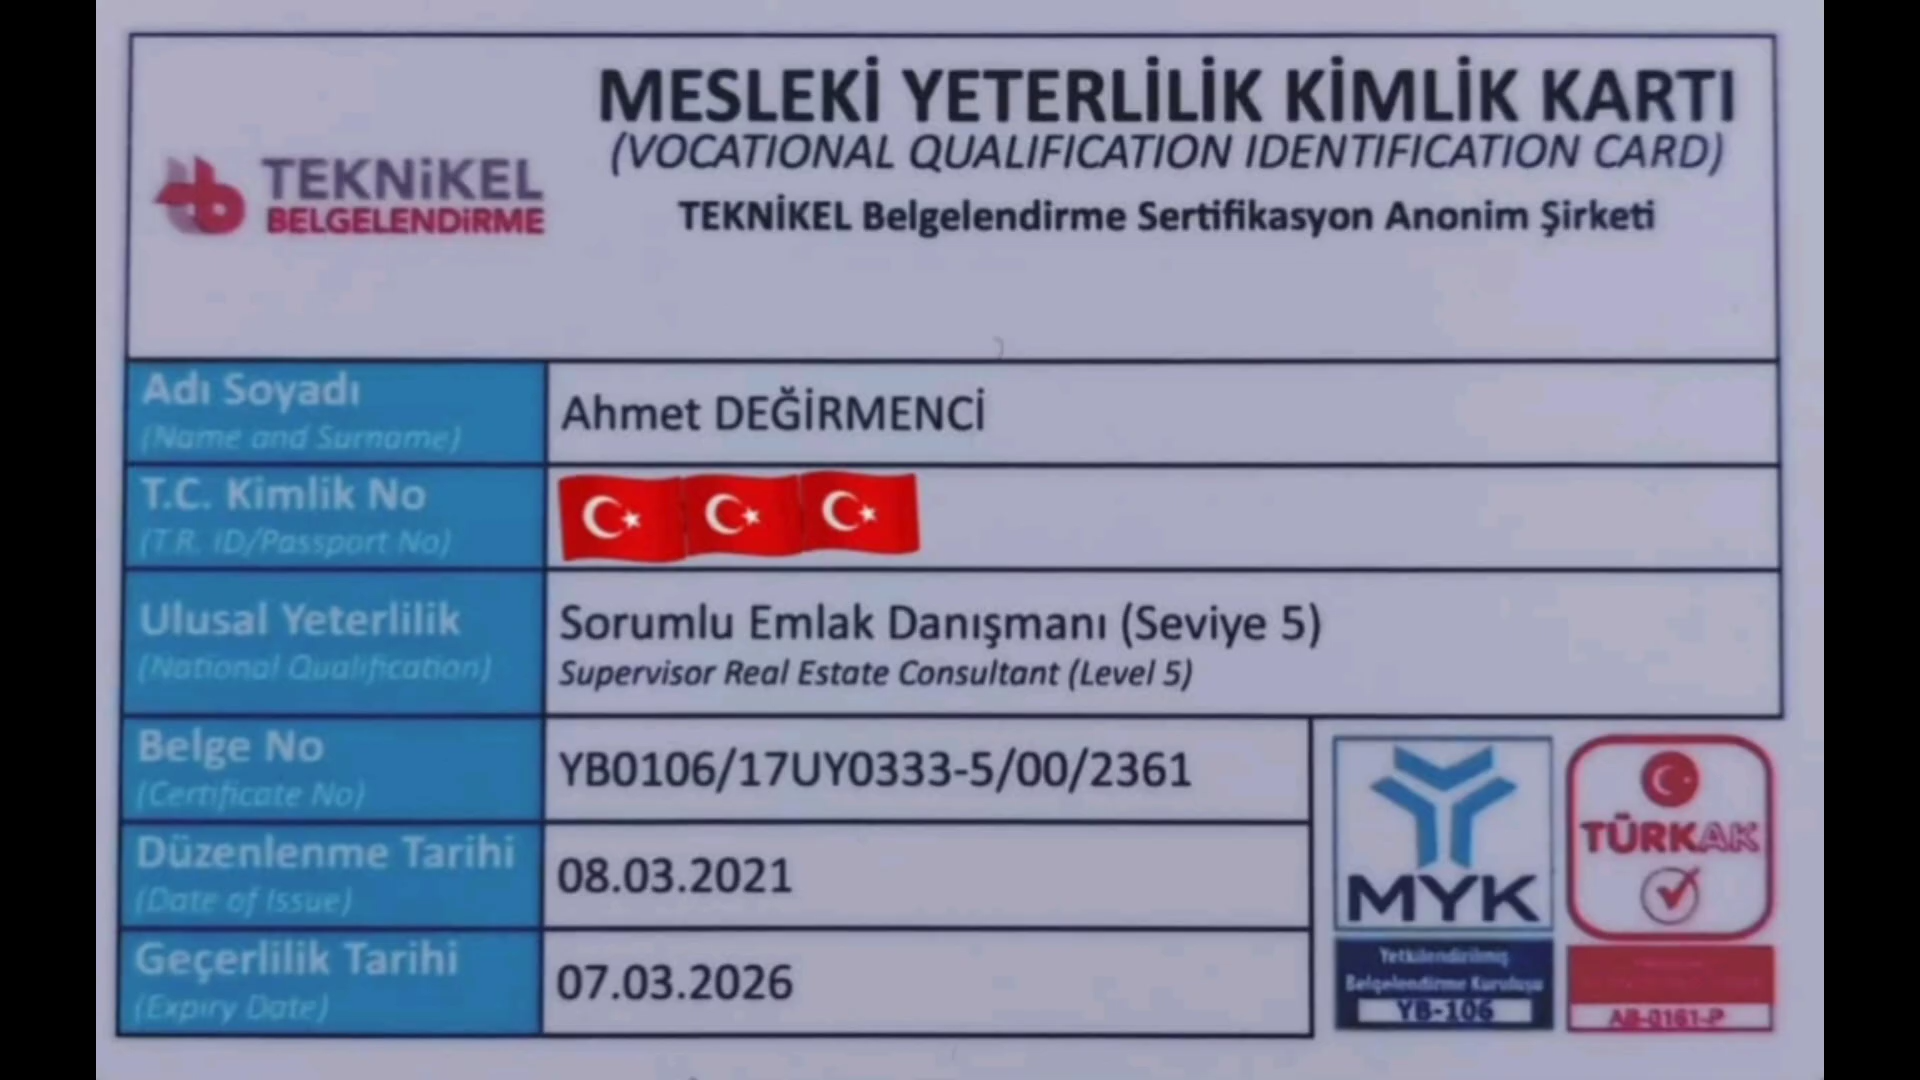 MESLEKİ YETERLİLİK KİMLİK KARTI
(VOCATIONAL QUALIFICATION IDENTIFICATION CARD)
TEKNİKEL
BELGELENDİRME
TEKNİKEL Belgelendirme Sertifikasyon Anonim Şirketi
Adı Soyadı
(Name and Surname)
Ahmet DEĞİRMENCİ
T.C. Kimlik No
(T.R. ID/Passport No)
Ulusal Yeterlilik
(National Qualification)
Sorumlu Emlak Danışmanı (Seviye 5)
Supervisor Real Estate Consultant (Level 5)
Belge No
(Certificate No)
YB0106/17UY0333-5/00/2361
Düzenlenme Tarihi
(Date of Issue)
08.03.2021
Geçerlilik Tarihi
(Expiry Date)
07.03.2026
MYK
Yetkilendirilmiş
Belgelendirme Kuruluşu
YB-106
TÜRKAK
AB-0161-P